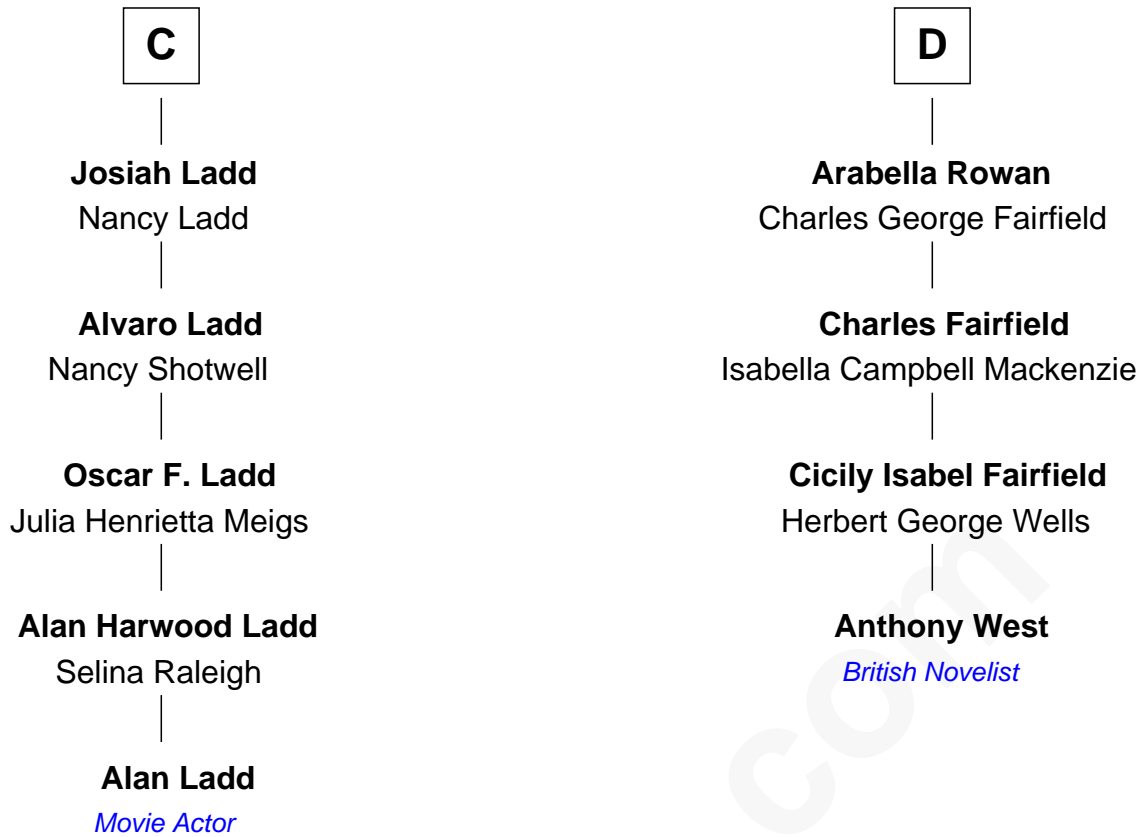 C
Josiah Ladd
Nancy Ladd
Alvaro Ladd
Nancy Shotwell
Oscar F. Ladd
Julia Henrietta Meigs
Alan Harwood Ladd
Selina Raleigh
Alan Ladd
Movie Actor
D
Arabella Rowan
Charles George Fairfield
Charles Fairfield
Isabella Campbell Mackenzie
Cicily Isabel Fairfield
Herbert George Wells
Anthony West
British Novelist
com